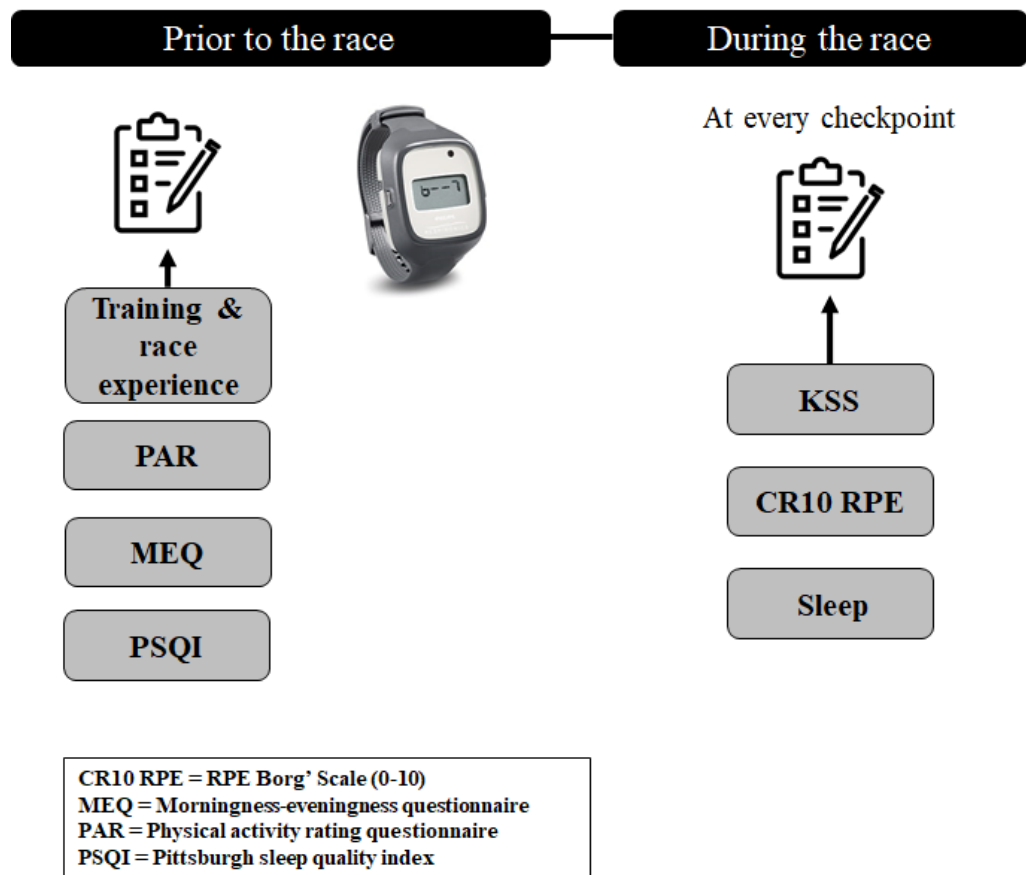 Prior to the race
During the race
At every checkpoint
Training &
race
experience
PAR
MEQ
PSQI
KSS
CR10 RPE
Sleep
CR10 RPE = RPE Borg’ Scale (0-10)
MEQ = Morningness-eveningness questionnaire
PAR = Physical activity rating questionnaire
PSQI = Pittsburgh sleep quality index